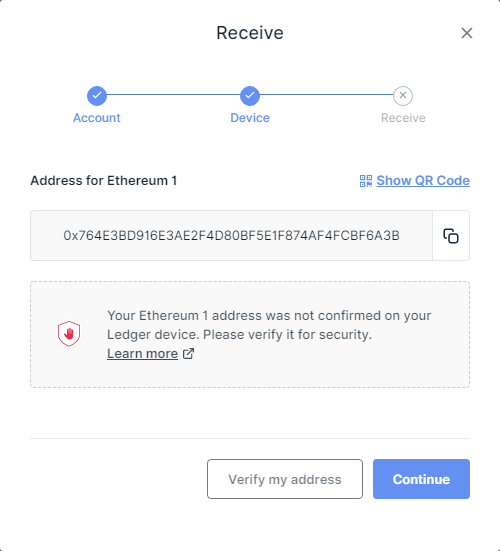 Receive
Account
Device
Receive
Address for Ethereum 1
Show QR Code
0x764E3BD916E3AE2F4D80BF5E1F874AF4FCBF6A3B
Your Ethereum 1 address was not confirmed on your
Ledger device. Please verify it for security.
Learn more
Verify my address
Continue